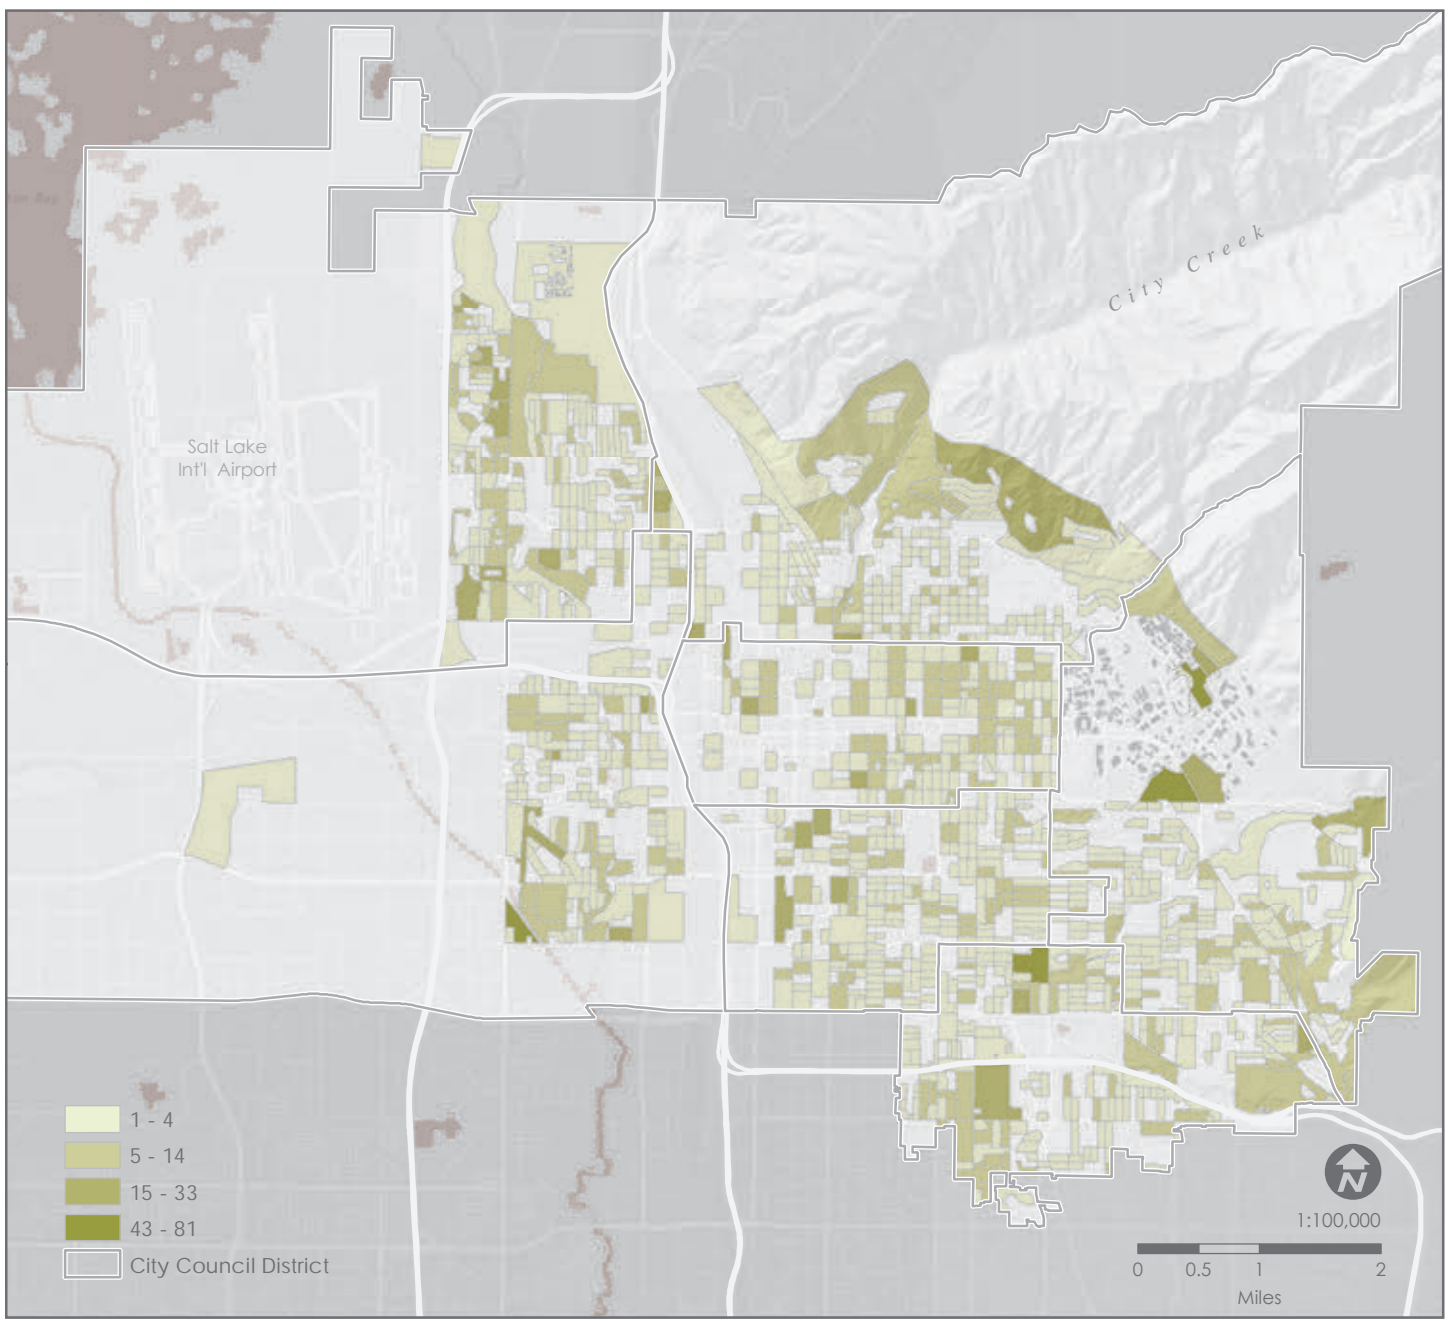 City Creek
Salt Lake
Int'l Airport
1 - 4
5 - 14
15 - 33
43 - 81
City Council District
N
1:100,000
0 0.5 1 2
Miles